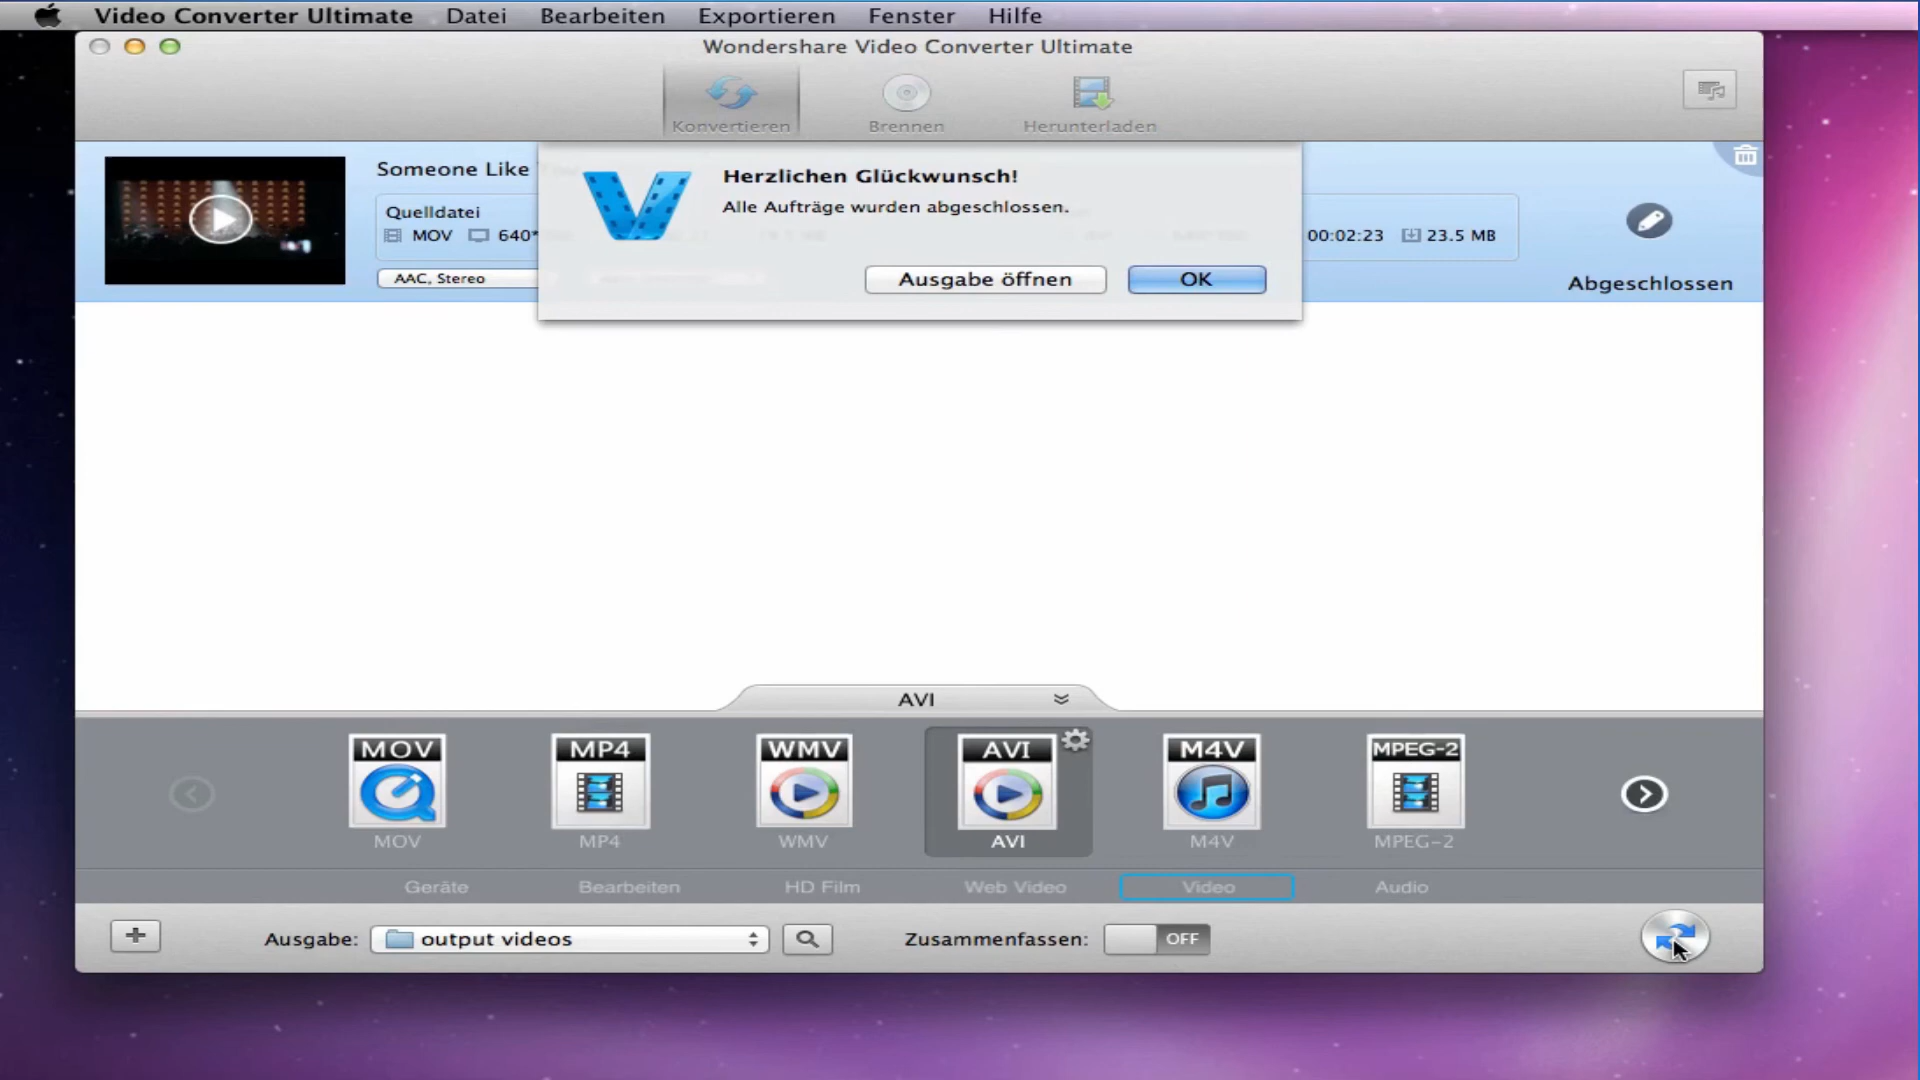 Video Converter Ultimate Datei Bearbeiten Exportieren Fenster Hilfe
Wondershare Video Converter Ultimate
Konvertieren Brennen Herunterladen
Someone Like
Herzlichen Glückwunsch!
Alle Aufträge wurden abgeschlossen.
Quelldatei
MOV 640*
00:02:23 23.5 MB
AAC, Stereo
Ausgabe öffnen OK
Abgeschlossen
AVI
MOV MP4 WMV AVI M4V MPEG-2
MOV MP4 WMV AVI M4V MPEG-2
Geräte Bearbeiten HD Film Web Video Video Audio
Ausgabe: output videos Zusammenfassen: OFF